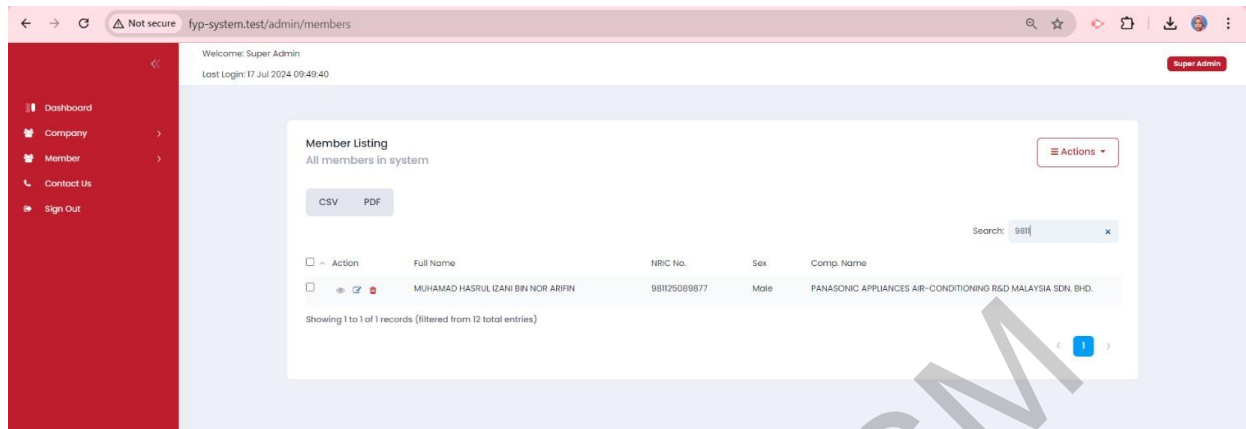 Not secure fyp-system.test/admin/members
Welcome: Super Admin
Last Login: 17 Jul 2024 09:49:40
Super Admin
Dashboard
Company
Member
Contact Us
Sign Out
Member Listing
All members in system
Actions
CSV PDF
Search: 9811
Action Full Name NRIC No. Sex Comp. Name
MUHAMAD HASRUL IZANI BIN NOR ARIFIN 981125089877 Male PANASONIC APPLIANCES AIR-CONDITIONING R&D MALAYSIA SDN. BHD.
Showing 1 to 1 of 1 records (filtered from 12 total entries)
1